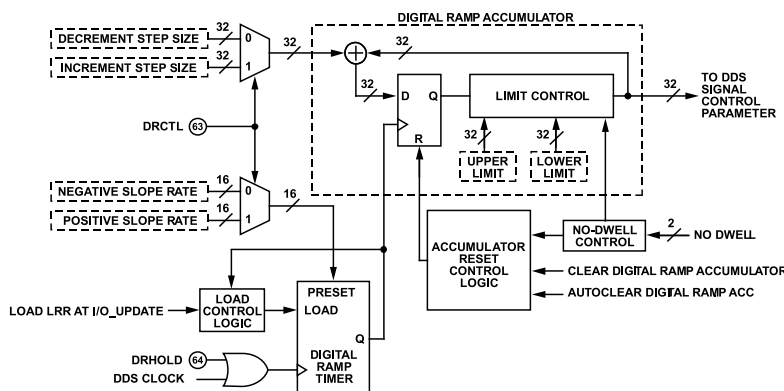 DIGITAL RAMP ACCUMULATOR
DECREMENT STEP SIZE
32
0
INCREMENT STEP SIZE
32
1
32
32
32
D
Q
R
LIMIT CONTROL
32
TO DDS
SIGNAL
CONTROL
PARAMETER
32
UPPER
LIMIT
32
LOWER
LIMIT
DRCTL
63
NEGATIVE SLOPE RATE
16
0
POSITIVE SLOPE RATE
16
1
16
ACCUMULATOR
RESET
CONTROL
LOGIC
NO-DWELL
CONTROL
2
NO DWELL
CLEAR DIGITAL RAMP ACCUMULATOR
AUTOCLEAR DIGITAL RAMP ACC
LOAD LRR AT I/O_UPDATE
LOAD
CONTROL
LOGIC
PRESET
LOAD
Q
DIGITAL
RAMP
TIMER
DRHOLD
64
DDS CLOCK